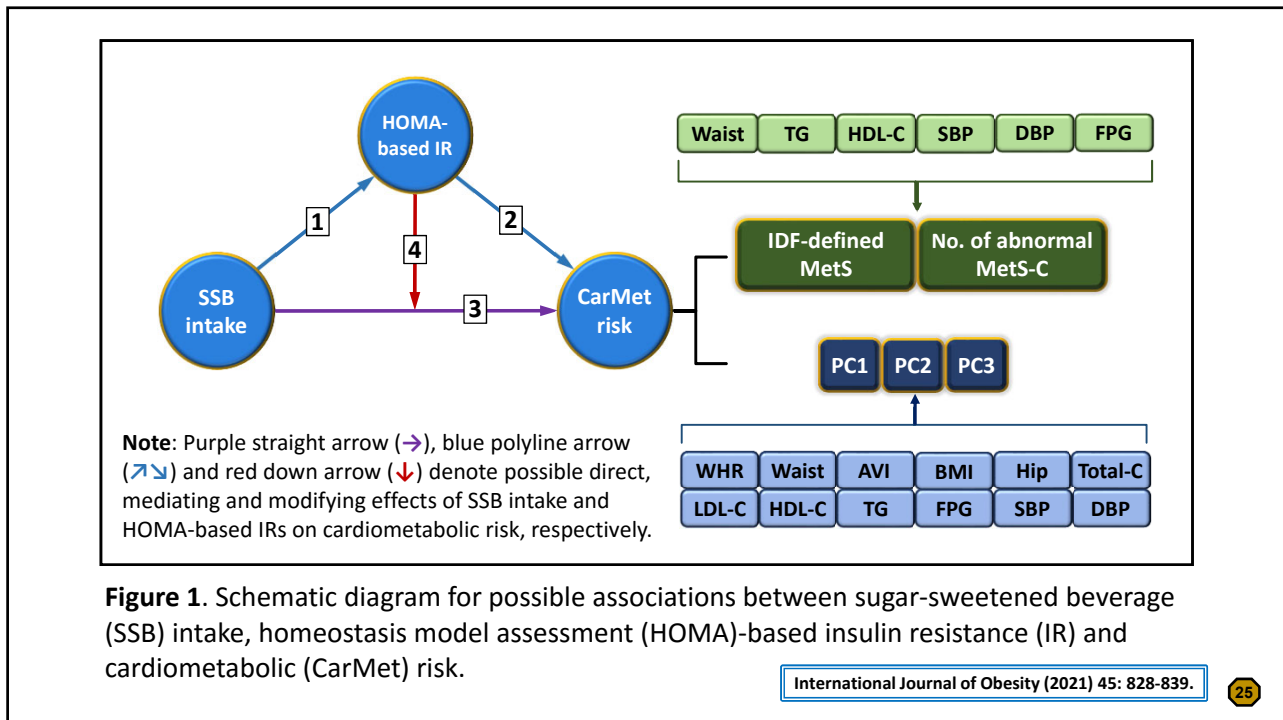 HOMA-
based IR
1
2
4
SSB
intake
3
CarMet
risk
Waist TG HDL-C SBP DBP FPG
IDF-defined
MetS
No. of abnormal
MetS-C
PC1 PC2 PC3
WHR Waist AVI BMI Hip Total-C
LDL-C HDL-C TG FPG SBP DBP
Note: Purple straight arrow (→), blue polyline arrow
(↗↘) and red down arrow (↓) denote possible direct,
mediating and modifying effects of SSB intake and
HOMA-based IRs on cardiometabolic risk, respectively.
Figure 1. Schematic diagram for possible associations between sugar-sweetened beverage
(SSB) intake, homeostasis model assessment (HOMA)-based insulin resistance (IR) and
cardiometabolic (CarMet) risk.
International Journal of Obesity (2021) 45: 828-839.
25